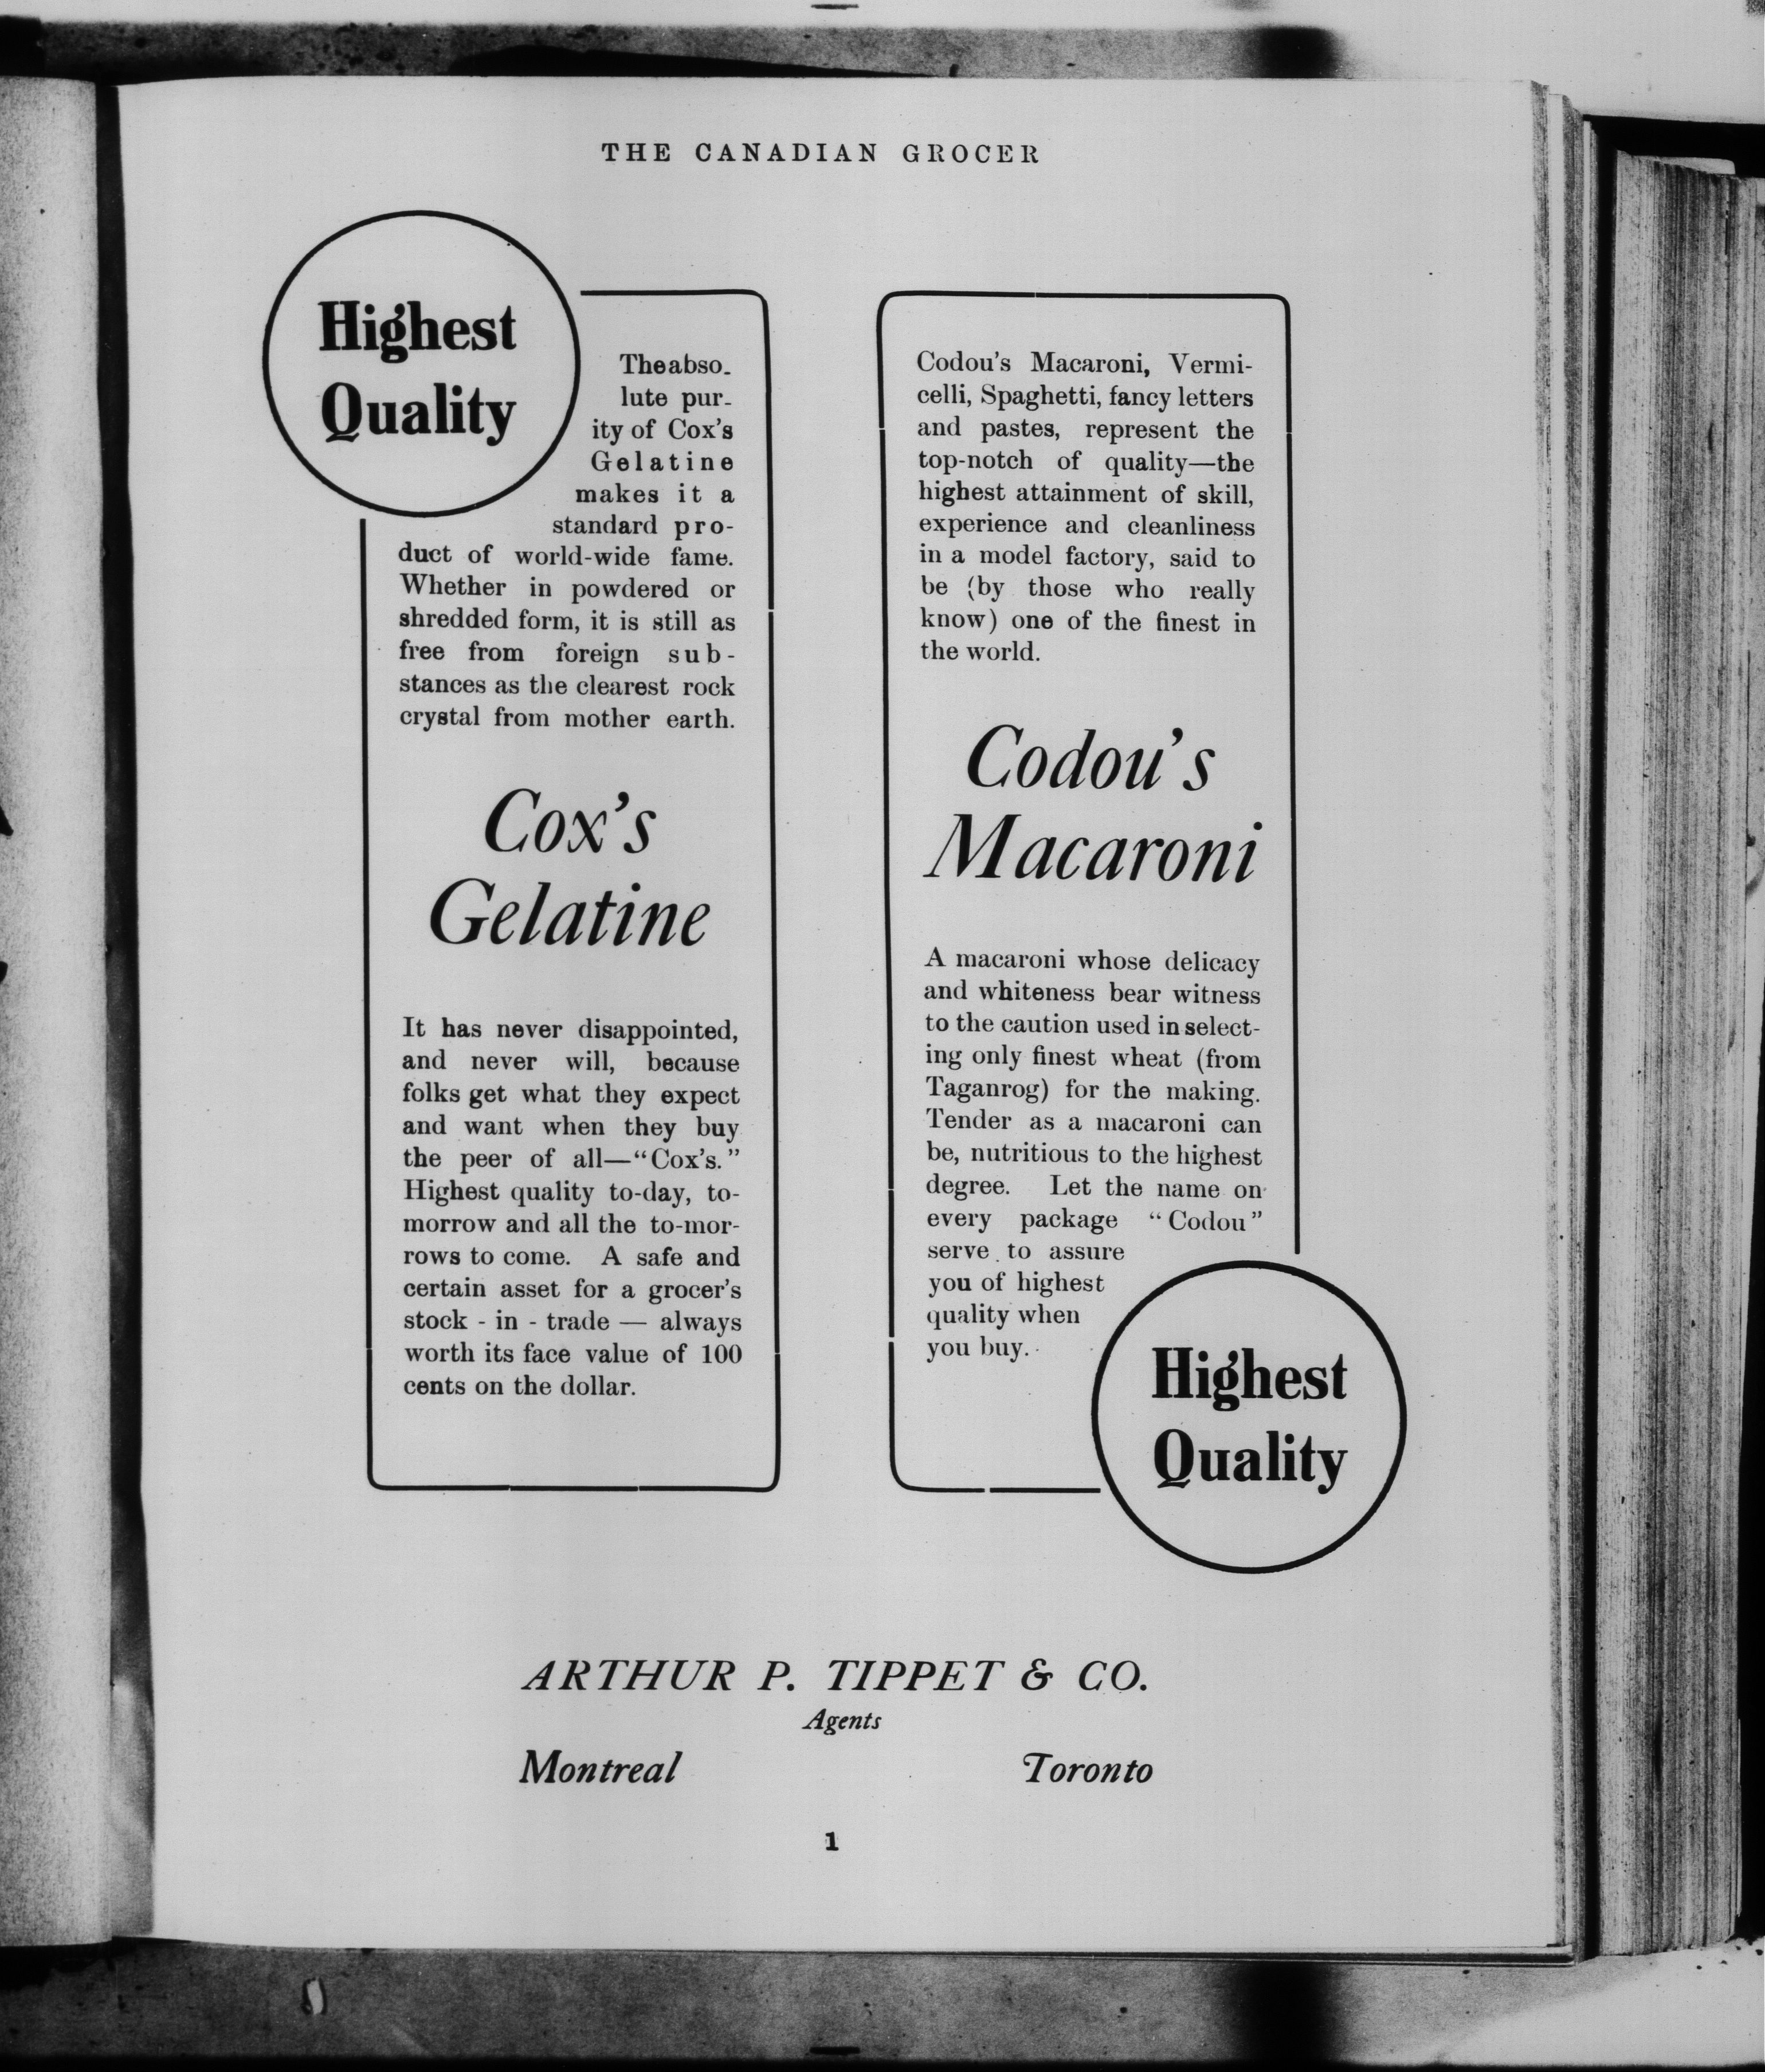 THE CANADIAN GROCER
Highest
Quality
The abso-
lute pur-
ity of Cox's
Gelatine
makes it a
standard pro-
duct of world-wide fame.
Whether in powdered or
shredded form, it is still as
free from foreign sub-
stances as the clearest rock
crystal from mother earth.
Cox's
Gelatine
It has never disappointed,
and never will, because
folks get what they expect
and want when they buy
the peer of all—"Cox's."
Highest quality to-day, to-
morrow and all the to-mor-
rows to come. A safe and
certain asset for a grocer's
stock - in - trade — always
worth its face value of 100
cents on the dollar.
Codou's Macaroni, Vermi-
celli, Spaghetti, fancy letters
and pastes, represent the
top-notch of quality—the
highest attainment of skill,
experience and cleanliness
in a model factory, said to
be (by those who really
know) one of the finest in
the world.
Codou's
Macaroni
A macaroni whose delicacy
and whiteness bear witness
to the caution used in select-
ing only finest wheat (from
Taganrog) for the making.
Tender as a macaroni can
be, nutritious to the highest
degree. Let the name on
every package "Codou"
serve to assure
you of highest
quality when
you buy.
Highest
Quality
ARTHUR P. TIPPET & CO.
Agents
Montreal Toronto
1